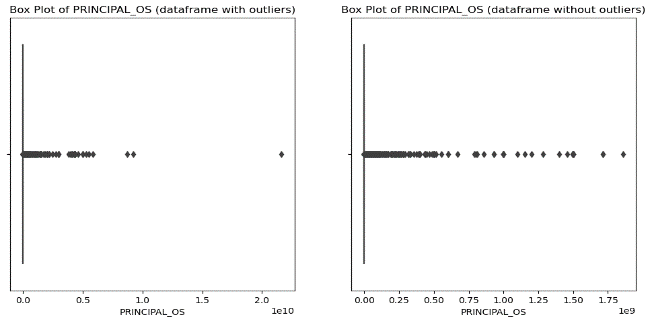 Box Plot of PRINCIPAL_OS (dataframe with outliers)
0.0 0.5 1.0 1.5 2.0
1e10
PRINCIPAL_OS
Box Plot of PRINCIPAL_OS (dataframe without outliers)
0.00 0.25 0.50 0.75 1.00 1.25 1.50 1.75
1e9
PRINCIPAL_OS